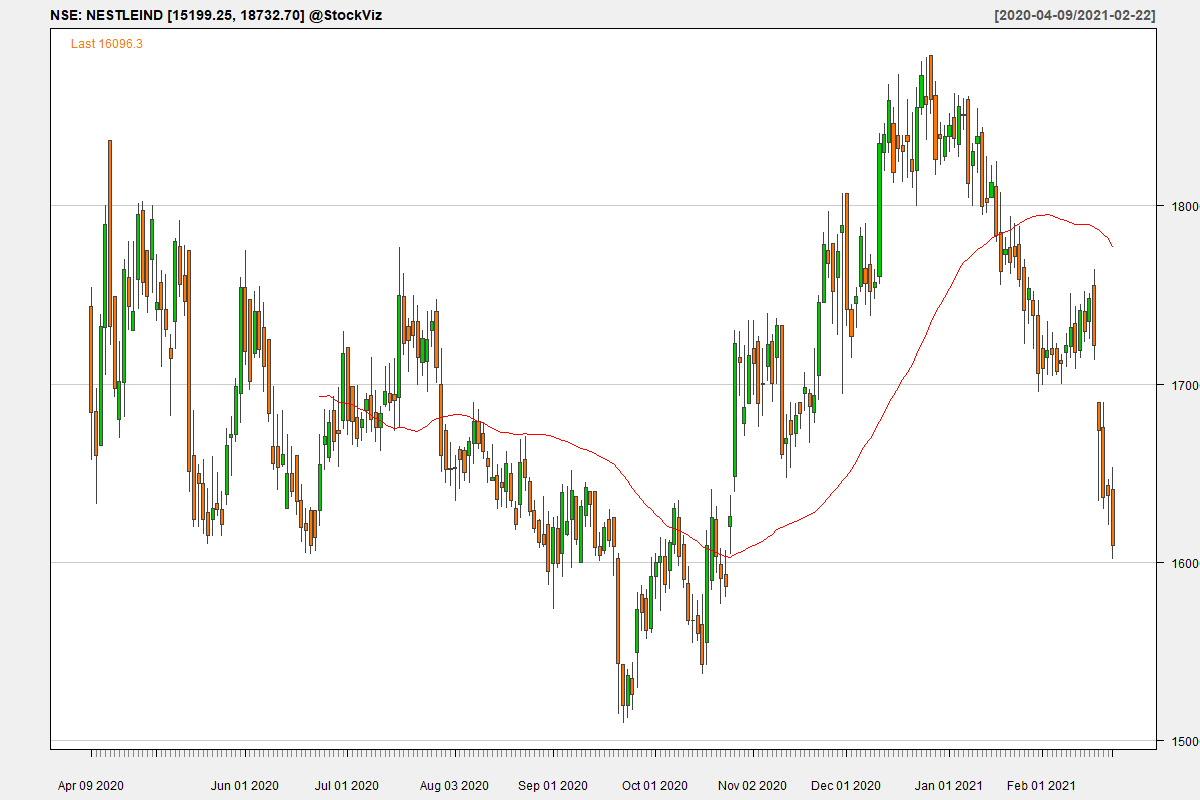 NSE: NESTLEIND [15199.25, 18732.70] @StockViz [2020-04-09/2021-02-22]
Last 16096.3
1800
1700
1600
1500
Apr 09 2020 Jun 01 2020 Jul 01 2020 Aug 03 2020 Sep 01 2020 Oct 01 2020 Nov 02 2020 Dec 01 2020 Jan 01 2021 Feb 01 2021